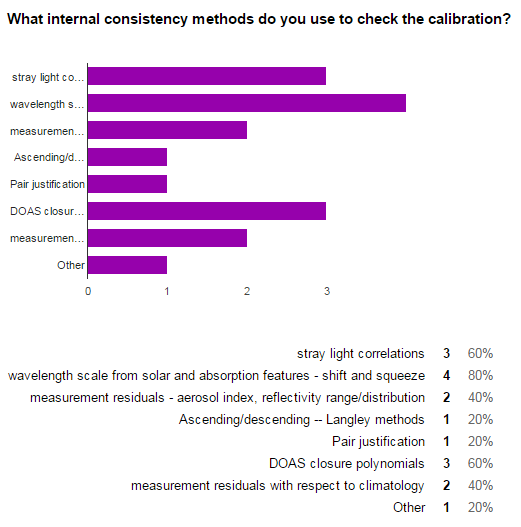 What internal consistency methods do you use to check the calibration?
stray light co...
wavelength s...
measuremen...
Ascending/d...
Pair justification
DOAS closur...
measuremen...
Other
0 1 2 3
stray light correlations 3 60%
wavelength scale from solar and absorption features - shift and squeeze 4 80%
measurement residuals - aerosol index, reflectivity range/distribution 2 40%
Ascending/descending -- Langley methods 1 20%
Pair justification 1 20%
DOAS closure polynomials 3 60%
measurement residuals with respect to climatology 2 40%
Other 1 20%